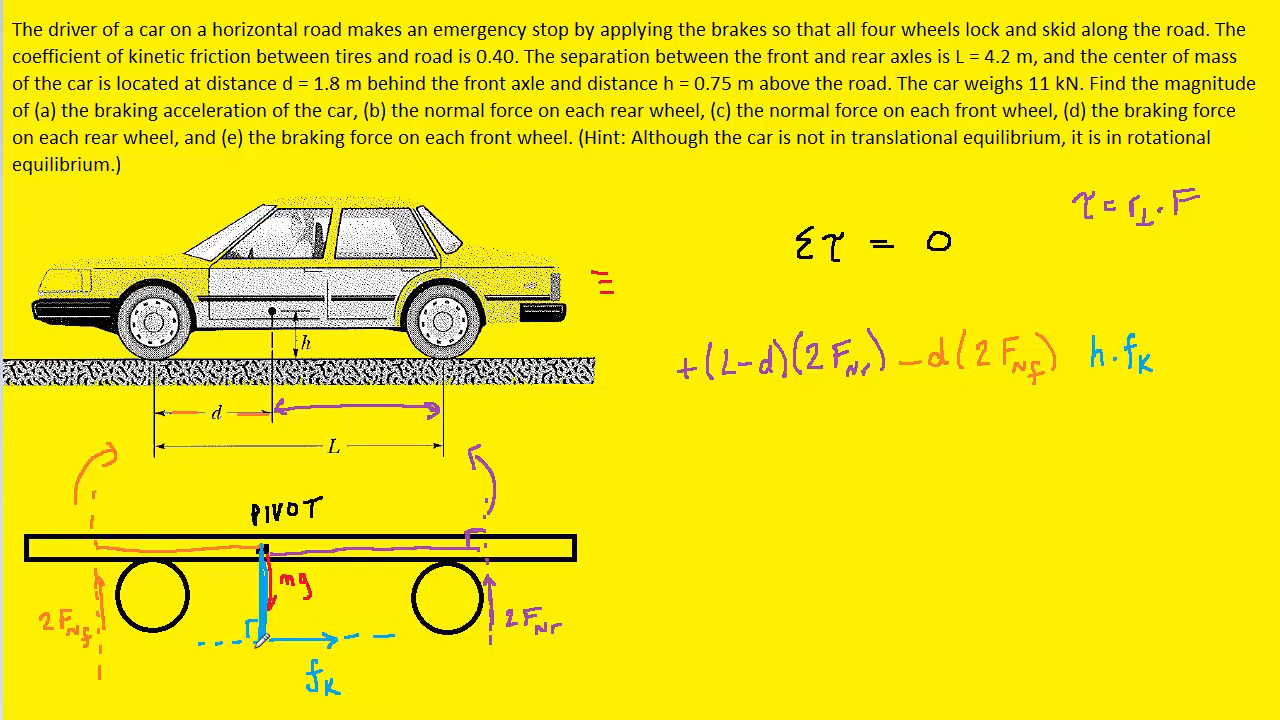 The driver of a car on a horizontal road makes an emergency stop by applying the brakes so that all four wheels lock and skid along the road. The
coefficient of kinetic friction between tires and road is 0.40. The separation between the front and rear axles is L = 4.2 m, and the center of mass
of the car is located at distance d = 1.8 m behind the front axle and distance h = 0.75 m above the road. The car weighs 11 kN. Find the magnitude
of (a) the braking acceleration of the car, (b) the normal force on each rear wheel, (c) the normal force on each front wheel, (d) the braking force
on each rear wheel, and (e) the braking force on each front wheel. (Hint: Although the car is not in translational equilibrium, it is in rotational
equilibrium.)
τ = r⊥ . F
Στ = 0
h
+(L-d)(2F_Nr) -d(2F_Nf) h.f_k
d
L
PIVOT
mg
2F_Nf
2F_Nr
f_k